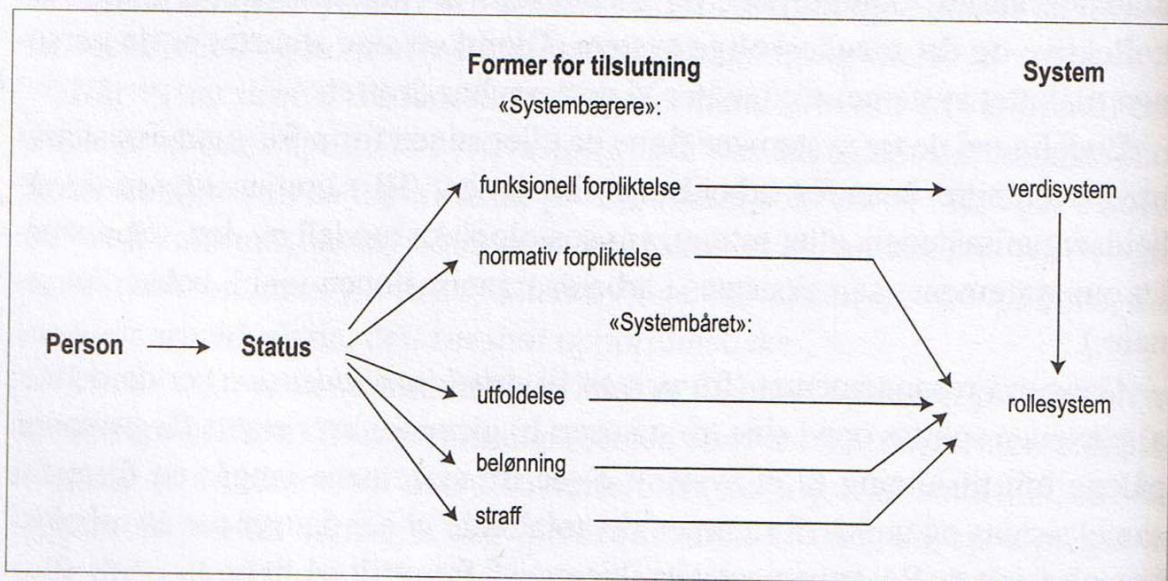 Former for tilslutning System
«Systembærere»:
funksjonell forpliktelse verdisystem
normativ forpliktelse
«Systembåret»:
Person Status
utfoldelse rollesystem
belønning
straff